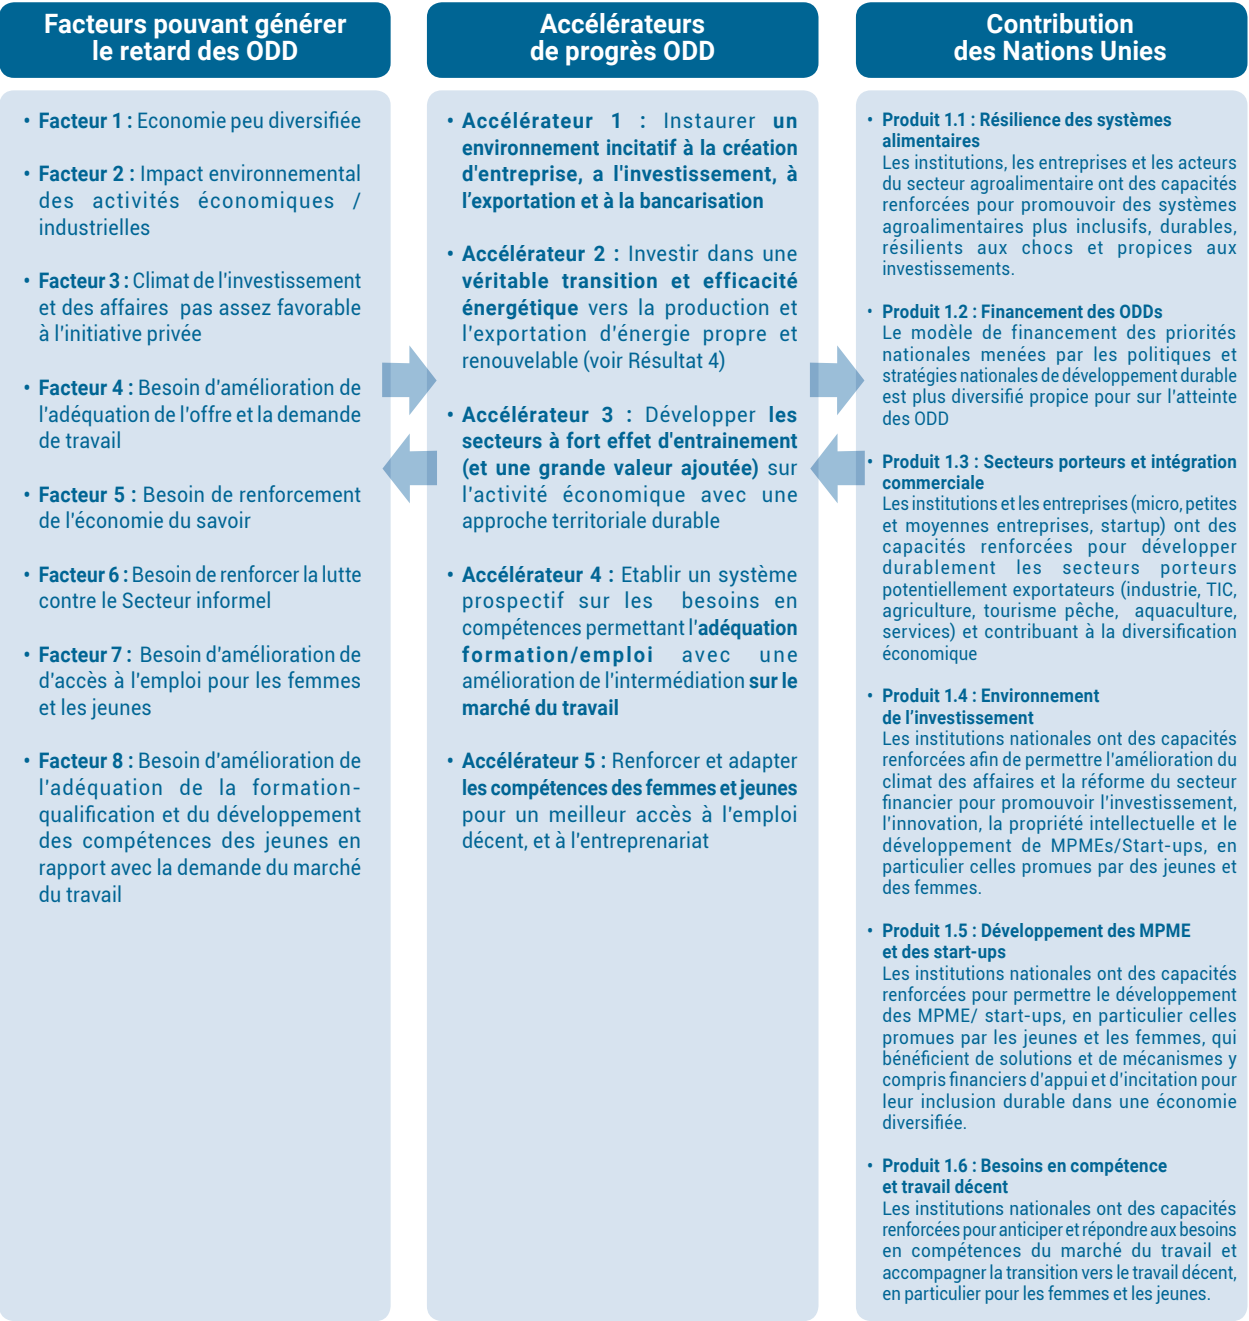 Facteurs pouvant générer
le retard des ODD
• Facteur 1 : Economie peu diversifiée
• Facteur 2 : Impact environnemental
des activités économiques /
industrielles
• Facteur 3 : Climat de l'investissement
et des affaires pas assez favorable
à l'initiative privée
• Facteur 4 : Besoin d'amélioration de
l'adéquation de l'offre et la demande
de travail
• Facteur 5 : Besoin de renforcement
de l'économie du savoir
• Facteur 6 : Besoin de renforcer la lutte
contre le Secteur informel
• Facteur 7 : Besoin d'amélioration de
d'accès à l'emploi pour les femmes
et les jeunes
• Facteur 8 : Besoin d'amélioration de
l'adéquation de la formation-
qualification et du développement
des compétences des jeunes en
rapport avec la demande du marché
du travail
Accélérateurs
de progrès ODD
• Accélérateur 1 : Instaurer un
environnement incitatif à la création
d'entreprise, a l'investissement, à
l'exportation et à la bancarisation
• Accélérateur 2 : Investir dans une
véritable transition et efficacité
énergétique vers la production et
l'exportation d'énergie propre et
renouvelable (voir Résultat 4)
• Accélérateur 3 : Développer les
secteurs à fort effet d'entrainement
(et une grande valeur ajoutée) sur
l'activité économique avec une
approche territoriale durable
• Accélérateur 4 : Etablir un système
prospectif sur les besoins en
compétences permettant l'adéquation
formation/emploi avec une
amélioration de l'intermédiation sur le
marché du travail
• Accélérateur 5 : Renforcer et adapter
les compétences des femmes et jeunes
pour un meilleur accès à l'emploi
décent, et à l'entreprenariat
Contribution
des Nations Unies
• Produit 1.1 : Résilience des systèmes
alimentaires
Les institutions, les entreprises et les acteurs
du secteur agroalimentaire ont des capacités
renforcées pour promouvoir des systèmes
agroalimentaires plus inclusifs, durables,
résilients aux chocs et propices aux
investissements.
• Produit 1.2 : Financement des ODDs
Le modèle de financement des priorités
nationales menées par les politiques et
stratégies nationales de développement durable
est plus diversifié propice pour sur l'atteinte
des ODD
• Produit 1.3 : Secteurs porteurs et intégration
commerciale
Les institutions et les entreprises (micro, petites
et moyennes entreprises, startup) ont des
capacités renforcées pour développer
durablement les secteurs porteurs
potentiellement exportateurs (industrie, TIC,
agriculture, tourisme pêche, aquaculture,
services) et contribuant à la diversification
économique
• Produit 1.4 : Environnement
de l'investissement
Les institutions nationales ont des capacités
renforcées afin de permettre l'amélioration du
climat des affaires et la réforme du secteur
financier pour promouvoir l'investissement,
l'innovation, la propriété intellectuelle et le
développement de MPMEs/Start-ups, en
particulier celles promues par des jeunes et
des femmes.
• Produit 1.5 : Développement des MPME
et des start-ups
Les institutions nationales ont des capacités
renforcées pour permettre le développement
des MPME/ start-ups, en particulier celles
promues par les jeunes et les femmes, qui
bénéficient de solutions et de mécanismes y
compris financiers d'appui et d'incitation pour
leur inclusion durable dans une économie
diversifiée.
• Produit 1.6 : Besoins en compétence
et travail décent
Les institutions nationales ont des capacités
renforcées pour anticiper et répondre aux besoins
en compétences du marché du travail et
accompagner la transition vers le travail décent,
en particulier pour les femmes et les jeunes.